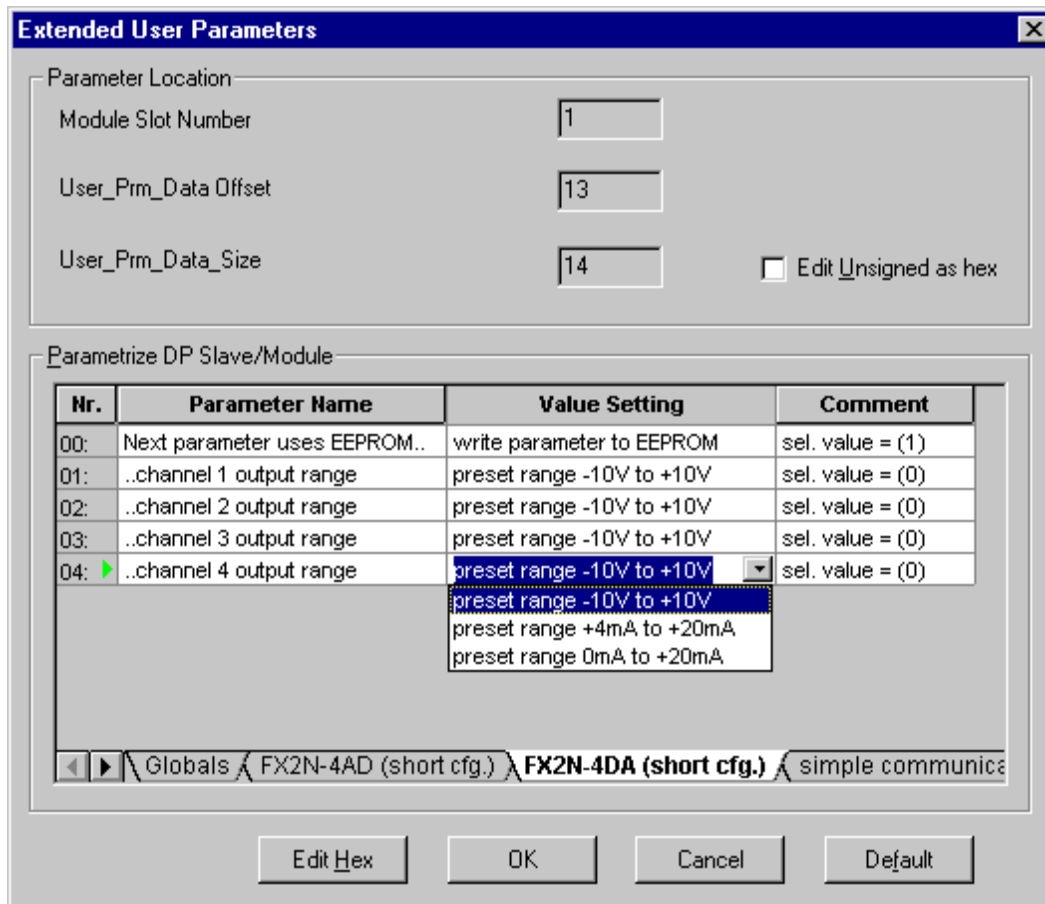 Extended User Parameters
Parameter Location
Module Slot Number 1
User_Prm_Data Offset 13
User_Prm_Data_Size 14 Edit Unsigned as hex
Parametrize DP Slave/Module
Nr. Parameter Name Value Setting Comment
00: Next parameter uses EEPROM.. write parameter to EEPROM sel. value = (1)
01: ..channel 1 output range preset range -10V to +10V sel. value = (0)
02: ..channel 2 output range preset range -10V to +10V sel. value = (0)
03: ..channel 3 output range preset range -10V to +10V sel. value = (0)
04: ..channel 4 output range preset range -10V to +10V sel. value = (0)
preset range -10V to +10V
preset range +4mA to +20mA
preset range 0mA to +20mA
Globals FX2N-4AD (short cfg.) FX2N-4DA (short cfg.) simple communica
Edit Hex OK Cancel Default